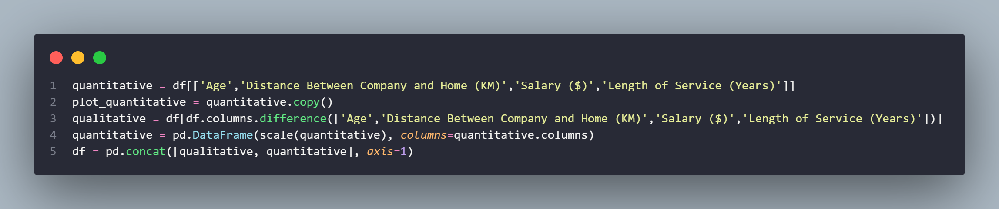 1 quantitative = df[['Age','Distance Between Company and Home (KM)','Salary ($)','Length of Service (Years)']]
2 plot_quantitative = quantitative.copy()
3 qualitative = df[df.columns.difference(['Age','Distance Between Company and Home (KM)','Salary ($)','Length of Service (Years)'])]
4 quantitative = pd.DataFrame(scale(quantitative), columns=quantitative.columns)
5 df = pd.concat([qualitative, quantitative], axis=1)